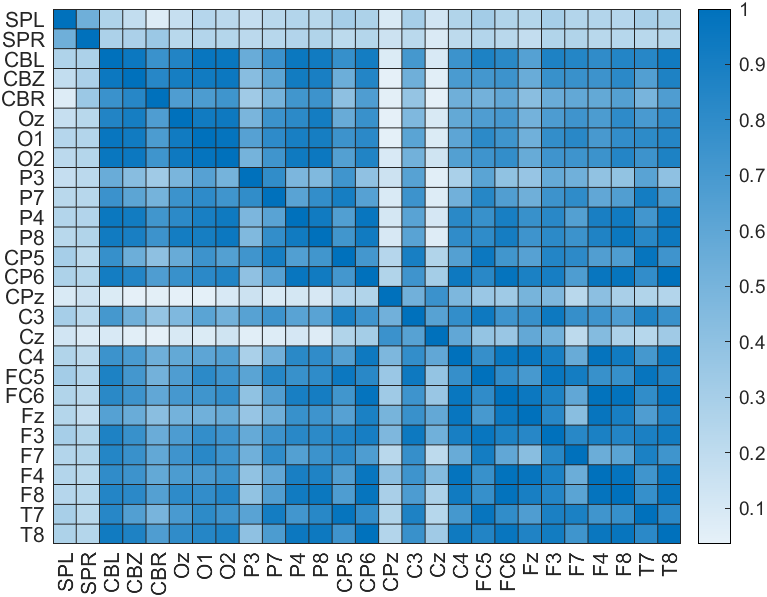 SPL
SPR
CBL
CBZ
CBR
Oz
O1
O2
P3
P7
P4
P8
CP5
CP6
CPz
C3
Cz
C4
FC5
FC6
Fz
F3
F7
F4
F8
T7
T8
SPL SPR CBL CBZ CBR Oz O1 O2 P3 P7 P4 P8 CP5 CP6 CPz C3 Cz C4 FC5 FC6 Fz F3 F7 F4 F8 T7 T8
1
0.9
0.8
0.7
0.6
0.5
0.4
0.3
0.2
0.1